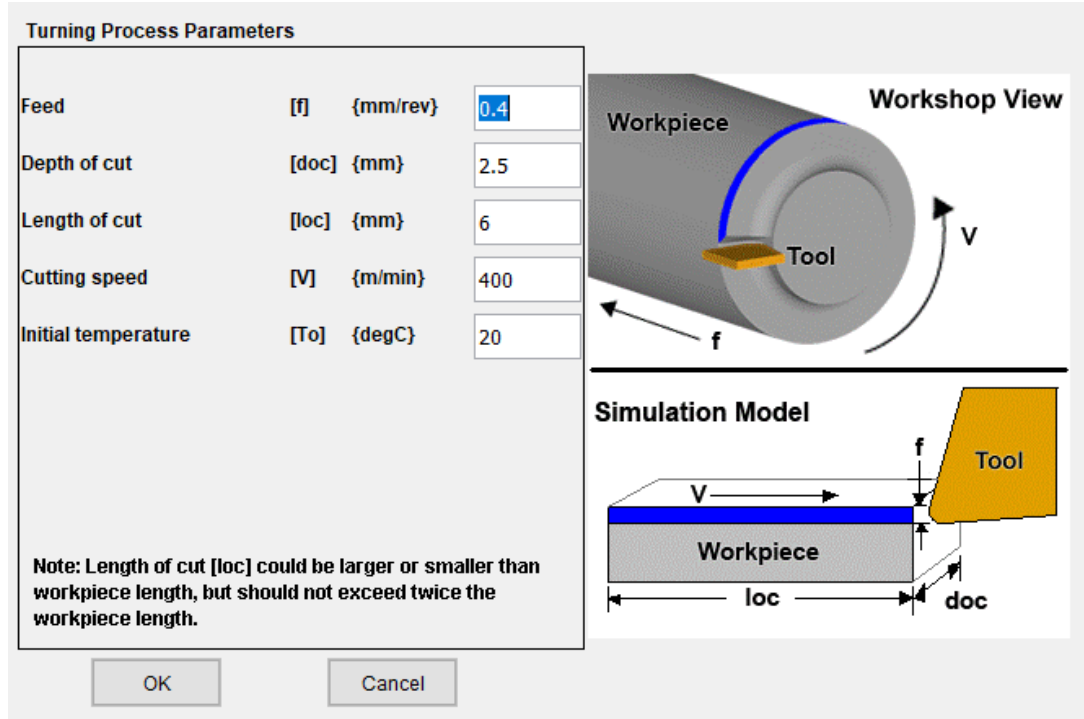 Turning Process Parameters
Feed [f] {mm/rev} 0.4
Depth of cut [doc] {mm} 2.5
Length of cut [loc] {mm} 6
Cutting speed [V] {m/min} 400
Initial temperature [To] {degC} 20
Note: Length of cut [loc] could be larger or smaller than
workpiece length, but should not exceed twice the
workpiece length.
OK Cancel
Workshop View
Workpiece
V
Tool
f
Simulation Model
f
Tool
V
Workpiece
loc
doc